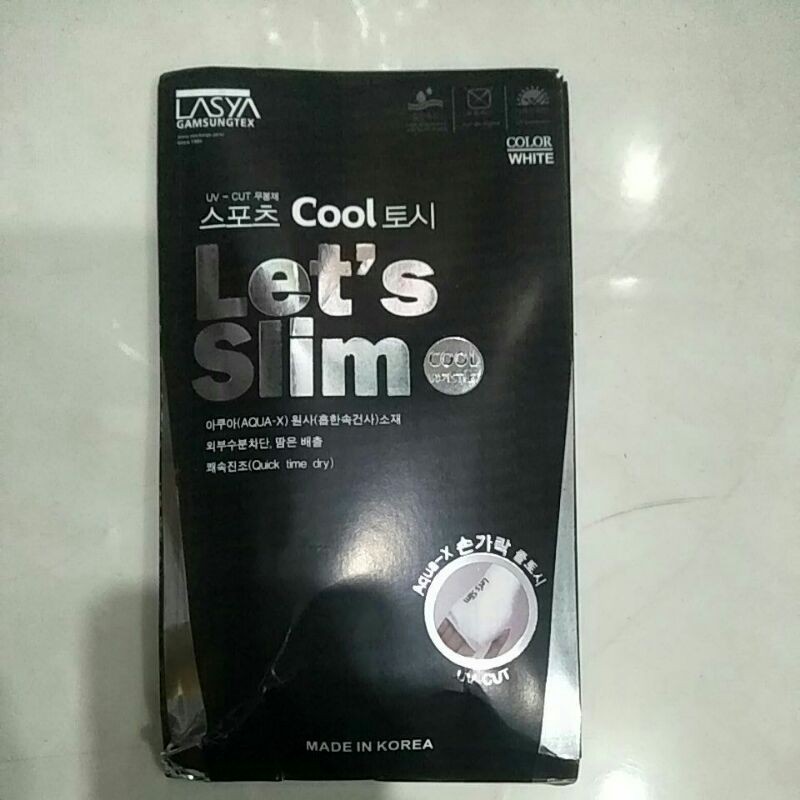 LASYA
GAMSUNGTEX
COLOR
WHITE
UV - CUT 무봉제
스포츠 Cool 토시
Let's
Slim
COOL
아쿠아(AQUA-X) 원사(흡한속건사)소재
외부수분차단, 땀은 배출
쾌속진조(Quick time dry)
Aqua-X 손가락 쿨토시
Let's Slim
UV CUT
MADE IN KOREA